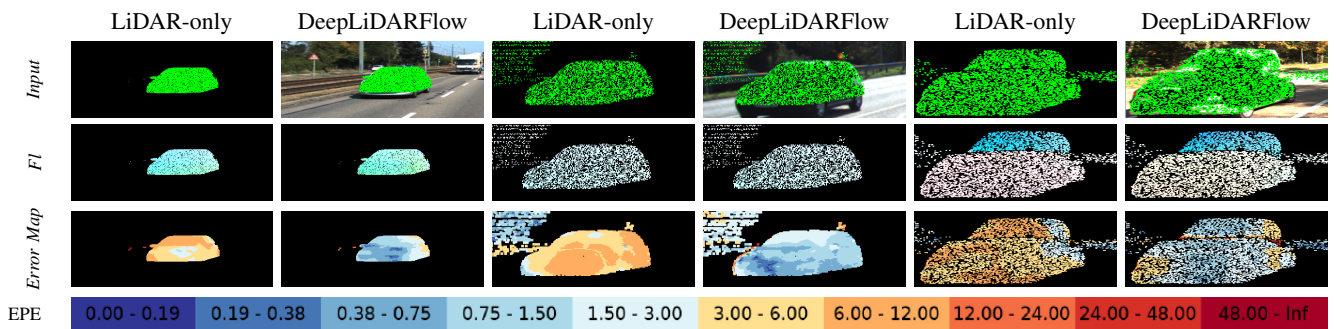 LiDAR-only DeepLiDARFlow LiDAR-only DeepLiDARFlow LiDAR-only DeepLiDARFlow
Input
Fl
Error Map
EPE 0.00 - 0.19 0.19 - 0.38 0.38 - 0.75 0.75 - 1.50 1.50 - 3.00 3.00 - 6.00 6.00 - 12.00 12.00 - 24.00 24.00 - 48.00 48.00 - Inf